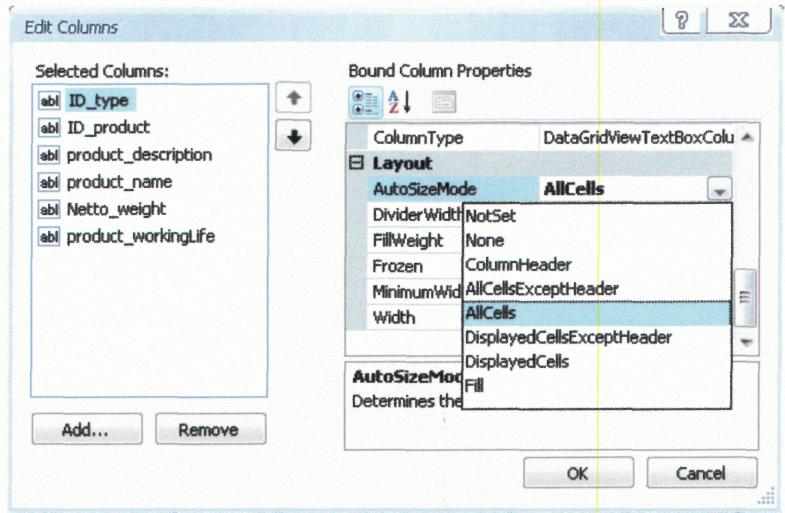 Edit Columns
?
Selected Columns:
abl ID_type
abl ID_product
abl product_description
abl product_name
abl Netto_weight
abl product_workingLife
Add...
Remove
Bound Column Properties
A
Z
ColumnType DataGridViewTextBoxColu
Layout
AutoSizeMode AllCells
DividerWidth
FillWeight
Frozen
MinimumWid
Width
NotSet
None
ColumnHeader
AllCellsExceptHeader
AllCells
DisplayedCellsExceptHeader
DisplayedCells
Fill
AutoSizeMod
Determines the
OK
Cancel